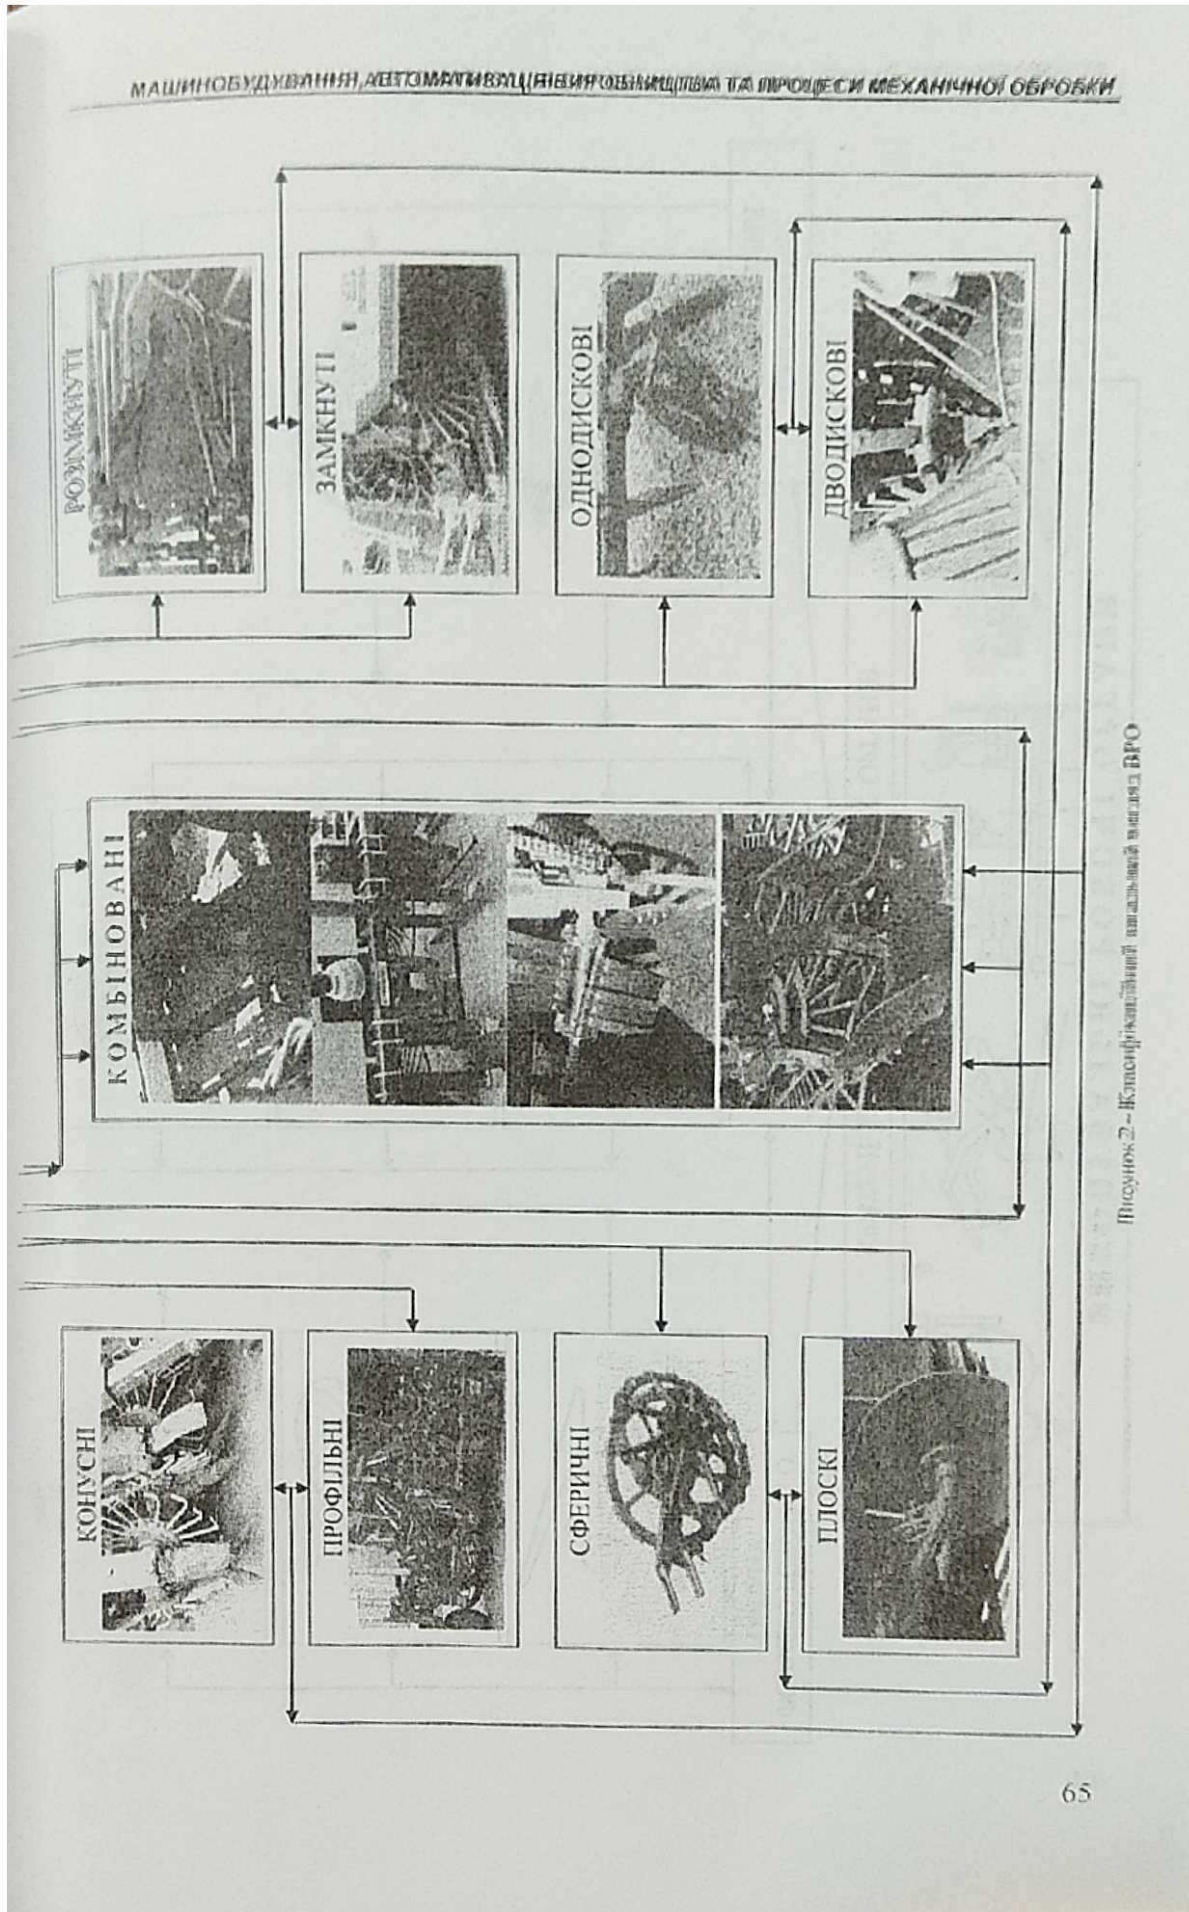 МАШИНОБУДУВАННЯ, АВТОМАТИЗАЦІЯ ВИРОБНИЦТВА ТА ПРОЦЕСИ МЕХАНІЧНОЇ ОБРОБКИ
РОЗМКНУТІ
ЗАМКНУТІ
ОДНОДИСКОВІ
ДВОДИСКОВІ
КОМБІНОВАНІ
КОНУСНІ
ПРОФІЛЬНІ
СФЕРИЧНІ
ПЛОСКІ
Рисунок 2 – Класифікаційний загальний вигляд ВРО
65